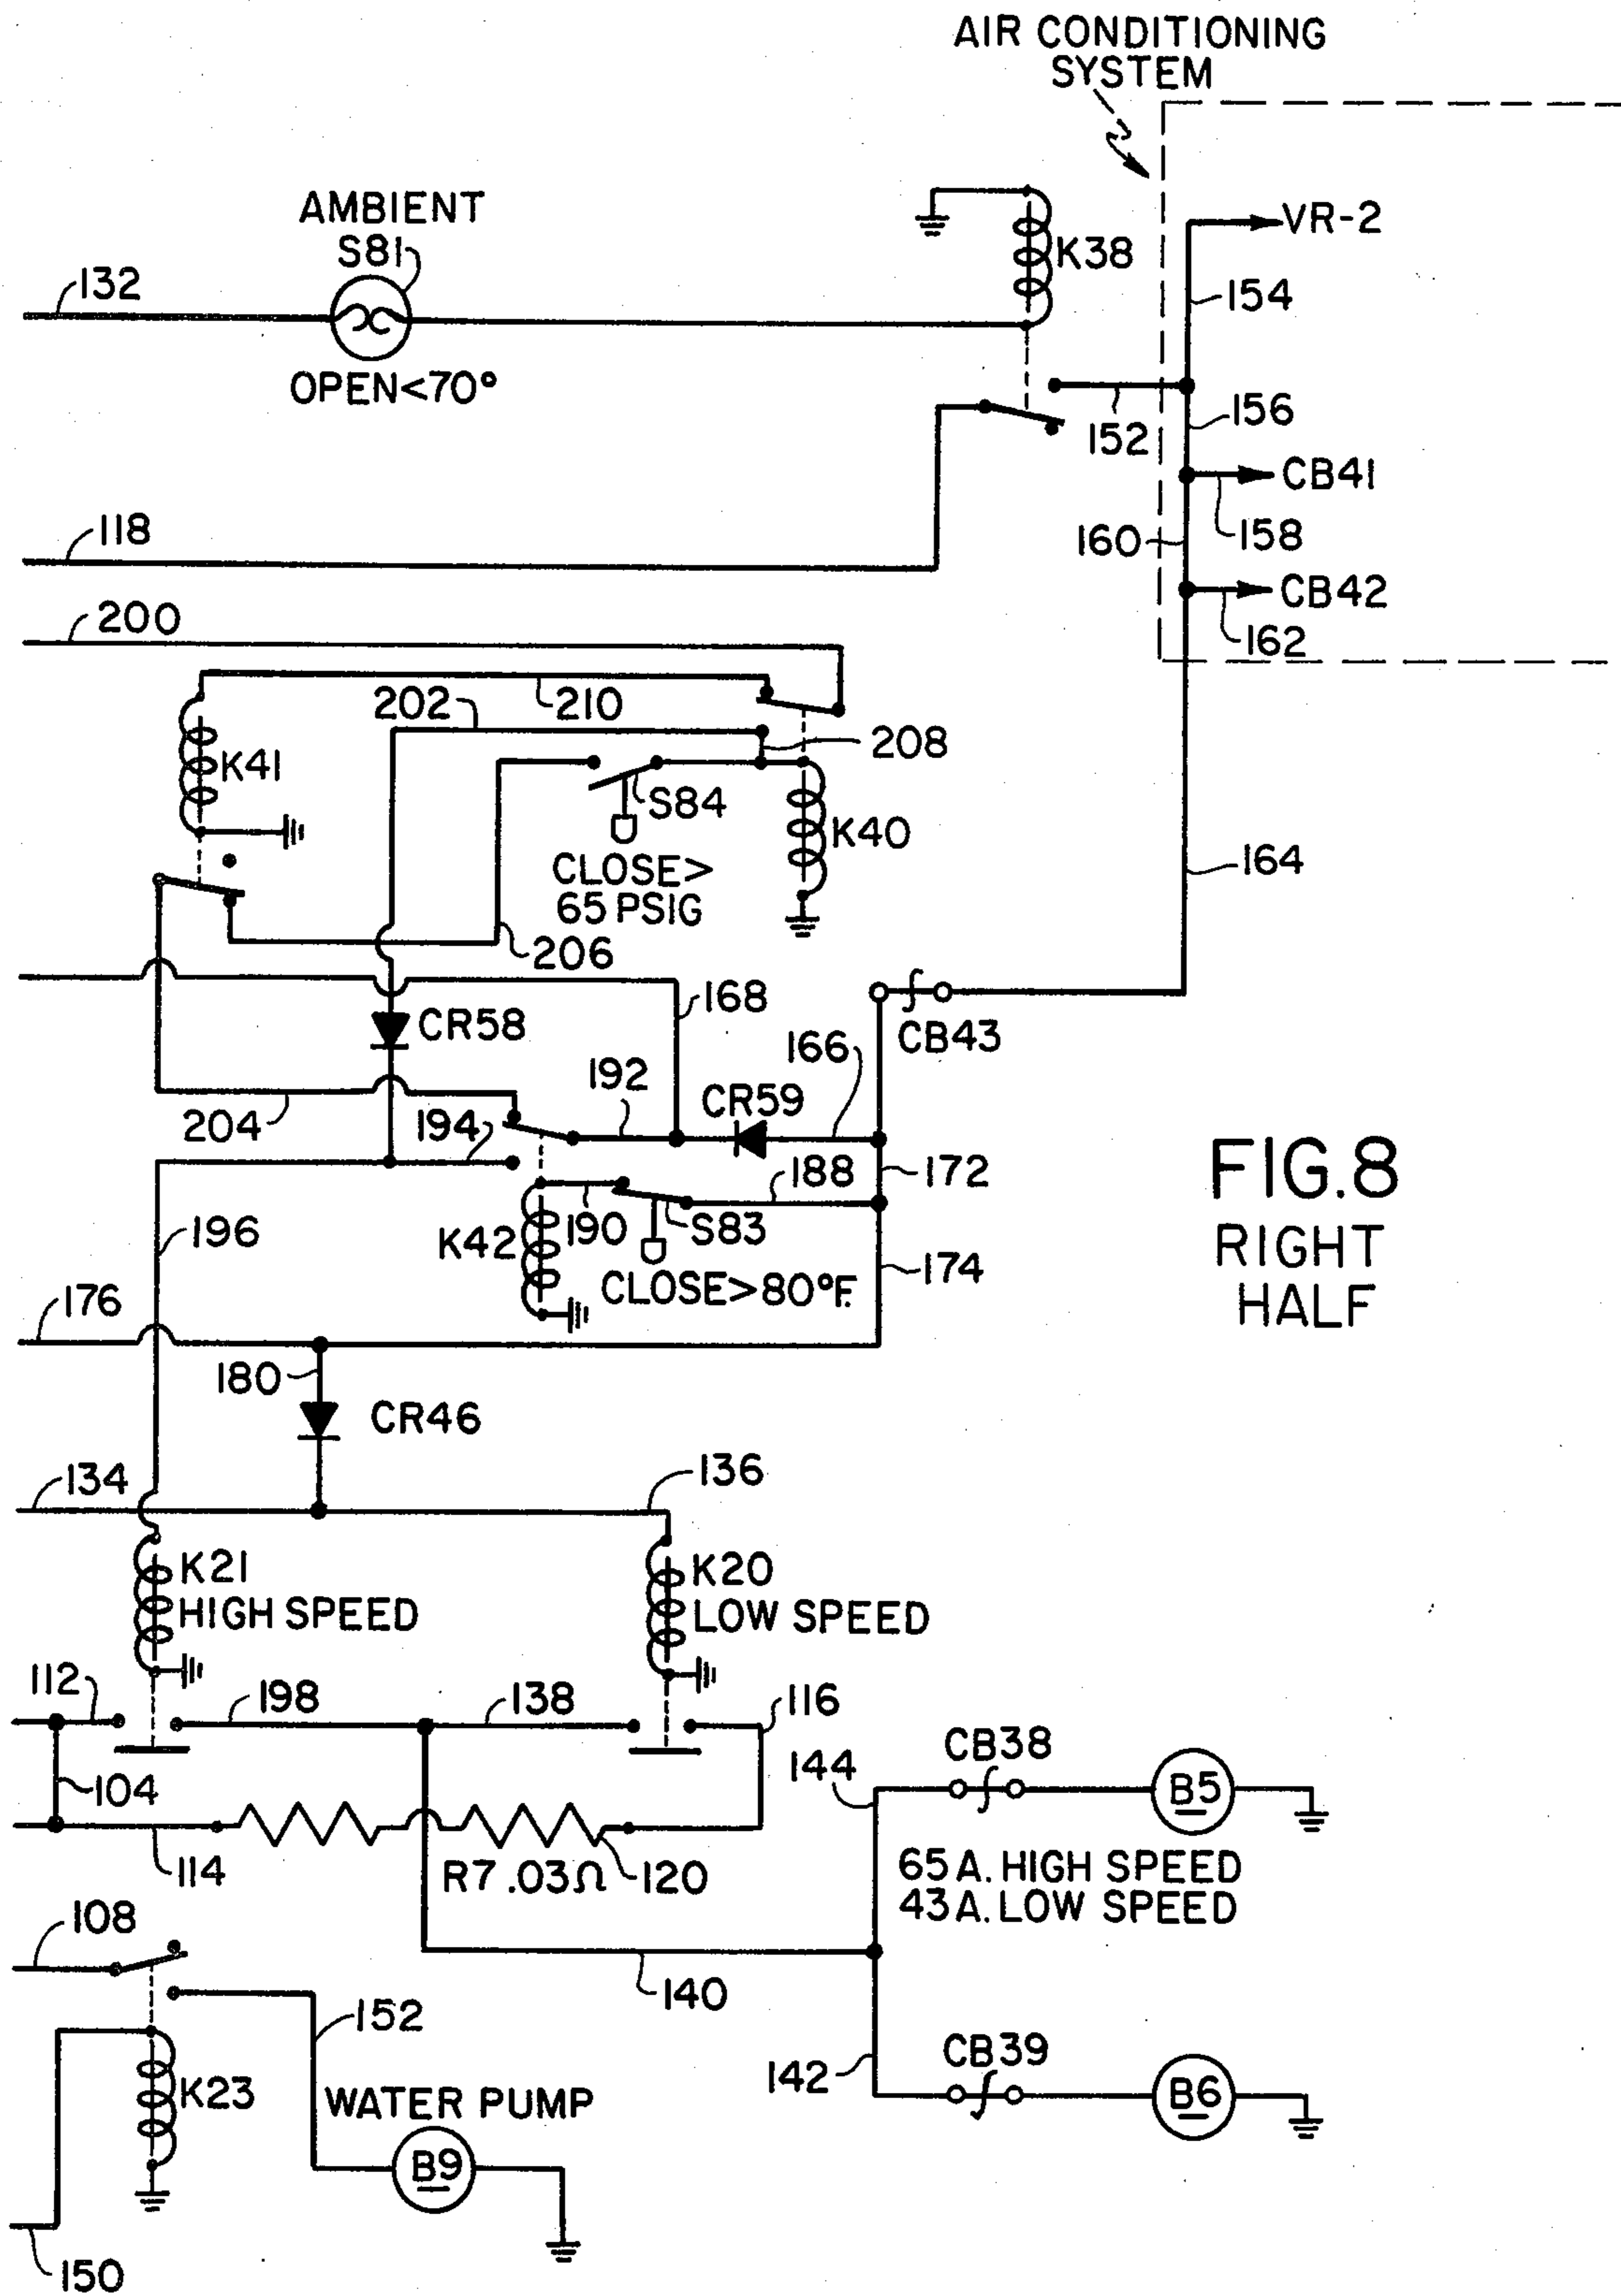 AIR CONDITIONING
SYSTEM
AMBIENT
S81
132
OPEN<70°
K38
VR-2
154
152
156
CB41
158
160
CB42
162
118
200
202
210
208
K41
S84
K40
CLOSE>
65 PSIG
206
164
168
CB43
CR58
166
192
CR59
204
194
172
188
190
S83
K42
196
CLOSE>80°F.
174
176
FIG.8
RIGHT
HALF
180
CR46
134
136
K21
HIGH SPEED
K20
LOW SPEED
112
198
138
116
104
144
CB38
B5
114
R7 .03Ω
120
65 A. HIGH SPEED
43 A. LOW SPEED
108
140
152
142
CB39
B6
K23
WATER PUMP
B9
150